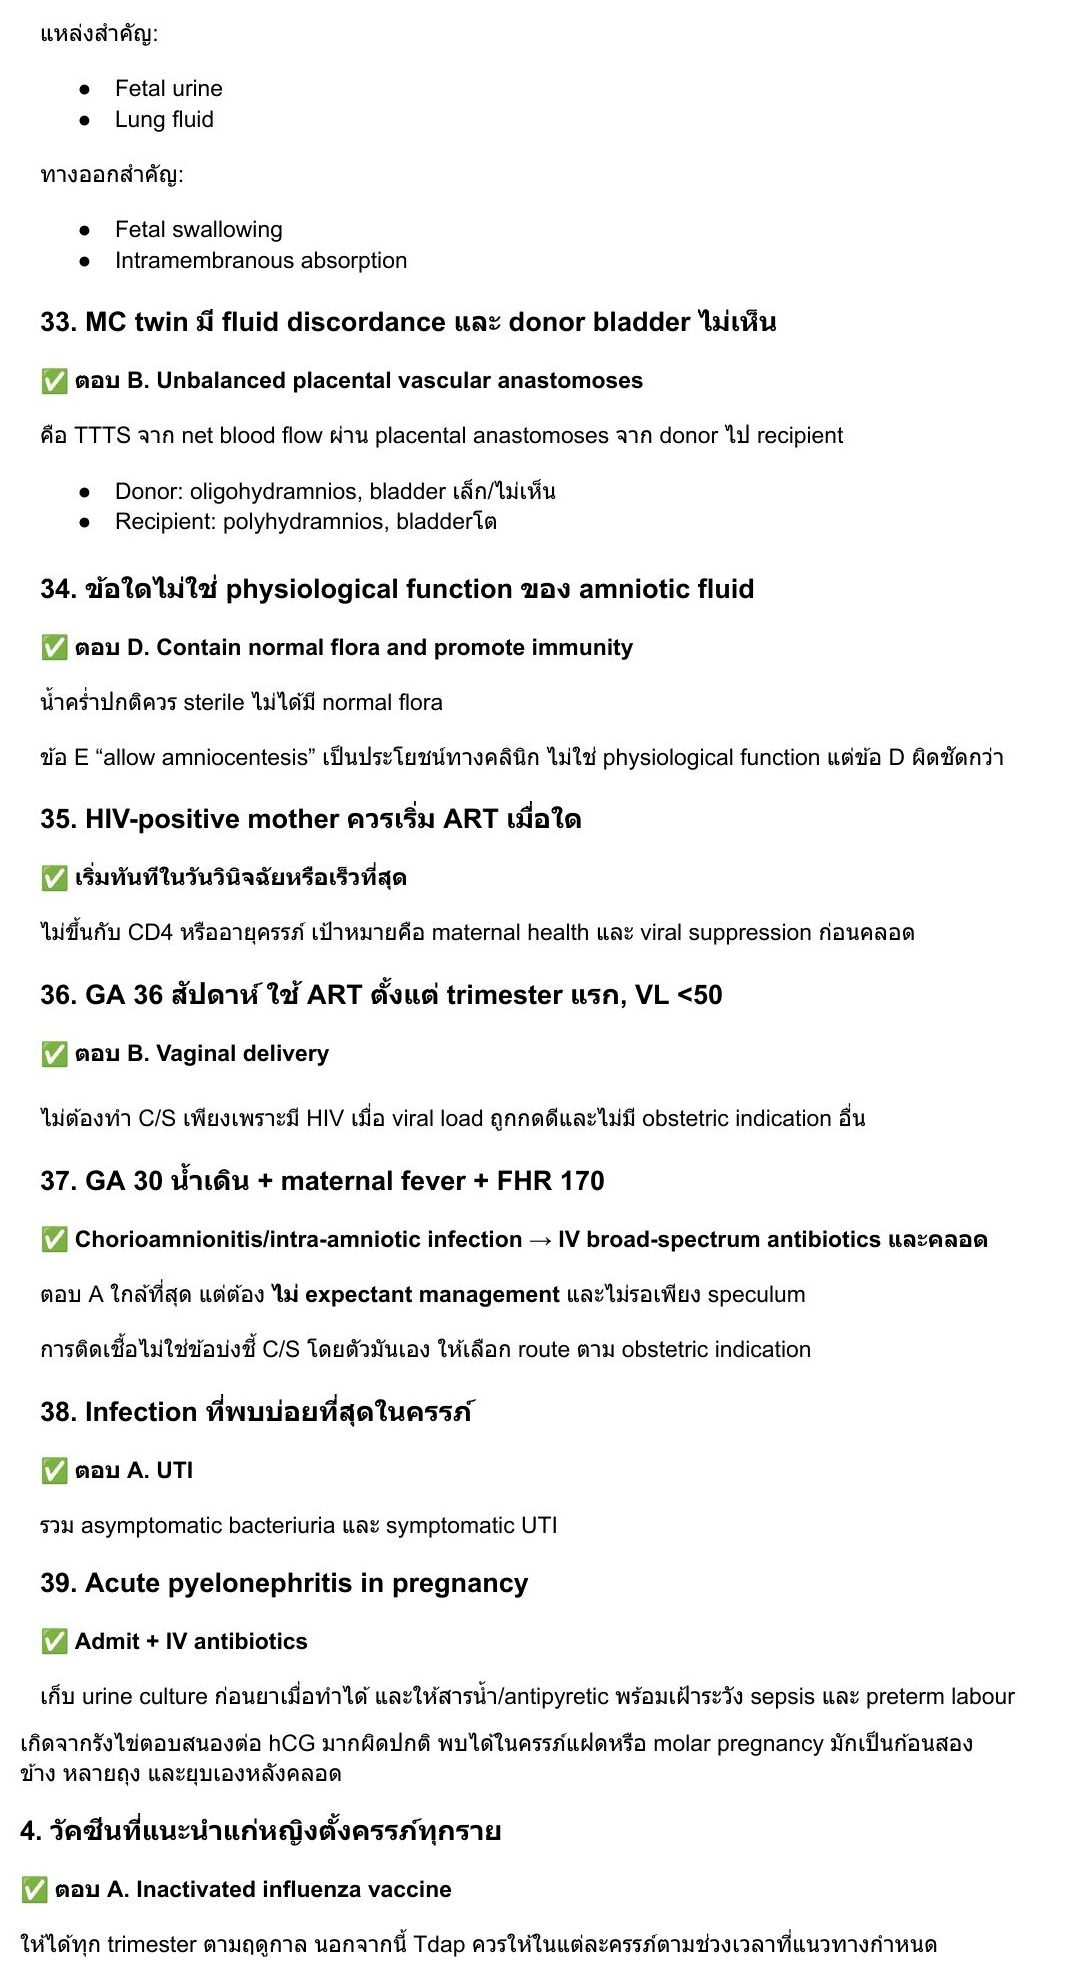 แหล่งสำคัญ:
● Fetal urine
● Lung fluid
ทางออกสำคัญ:
● Fetal swallowing
● Intramembranous absorption
33. MC twin มี fluid discordance และ donor bladder ไม่เห็น
✅ ตอบ B. Unbalanced placental vascular anastomoses
คือ TTTS จาก net blood flow ผ่าน placental anastomoses จาก donor ไป recipient
● Donor: oligohydramnios, bladder เล็ก/ไม่เห็น
● Recipient: polyhydramnios, bladderโต
34. ข้อใดไม่ใช่ physiological function ของ amniotic fluid
✅ ตอบ D. Contain normal flora and promote immunity
น้ำคร่ำปกติควร sterile ไม่ได้มี normal flora
ข้อ E “allow amniocentesis” เป็นประโยชน์ทางคลินิก ไม่ใช่ physiological function แต่ข้อ D ผิดชัดกว่า
35. HIV-positive mother ควรเริ่ม ART เมื่อใด
✅ เริ่มทันทีในวันวินิจฉัยหรือเร็วที่สุด
ไม่ขึ้นกับ CD4 หรืออายุครรภ์ เป้าหมายคือ maternal health และ viral suppression ก่อนคลอด
36. GA 36 สัปดาห์ ใช้ ART ตั้งแต่ trimester แรก, VL <50
✅ ตอบ B. Vaginal delivery
ไม่ต้องทำ C/S เพียงเพราะมี HIV เมื่อ viral load ถูกกดดีและไม่มี obstetric indication อื่น
37. GA 30 น้ำเดิน + maternal fever + FHR 170
✅ Chorioamnionitis/intra-amniotic infection → IV broad-spectrum antibiotics และคลอด
ตอบ A ใกล้ที่สุด แต่ต้อง ไม่ expectant management และไม่รอเพียง speculum
การติดเชื้อไม่ใช่ข้อบ่งชี้ C/S โดยตัวมันเอง ให้เลือก route ตาม obstetric indication
38. Infection ที่พบบ่อยที่สุดในครรภ์
✅ ตอบ A. UTI
รวม asymptomatic bacteriuria และ symptomatic UTI
39. Acute pyelonephritis in pregnancy
✅ Admit + IV antibiotics
เก็บ urine culture ก่อนยาเมื่อทำได้ และให้สารน้ำ/antipyretic พร้อมเฝ้าระวัง sepsis และ preterm labour
เกิดจากรังไข่ตอบสนองต่อ hCG มากผิดปกติ พบได้ในครรภ์แฝดหรือ molar pregnancy มักเป็นก้อนสอง
ข้าง หลายถุง และยุบเองหลังคลอด
4. วัคซีนที่แนะนำแก่หญิงตั้งครรภ์ทุกราย
✅ ตอบ A. Inactivated influenza vaccine
ให้ได้ทุก trimester ตามฤดูกาล นอกจากนี้ Tdap ควรให้ในแต่ละครรภ์ตามช่วงเวลาที่แนวทางกำหนด